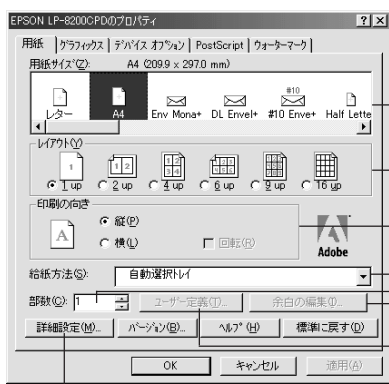 EPSON LP-8200CPDのプロパティ ? ×
用紙 グラフィックス デバイス オプション PostScript ウォーターマーク
用紙サイズ(Z): A4 (209.9 x 297.0 mm)
#10
レター A4 Env Mona+ DL Envel+ #10 Enve+ Half Lette
レイアウト(Y)
1 1 2 1 2 3 4
1 up 2 up 4 up 6 up 9 up 16 up
印刷の向き
A 縦(P)
横(L) 回転(R)
Adobe
給紙方法(S): 自動選択トレイ
部数(C): 1 ユーザー定義(T)... 余白の編集(I)...
詳細設定(M)... バージョン(B)... ヘルプ(H) 標準に戻す(D)
OK キャンセル 適用(A)